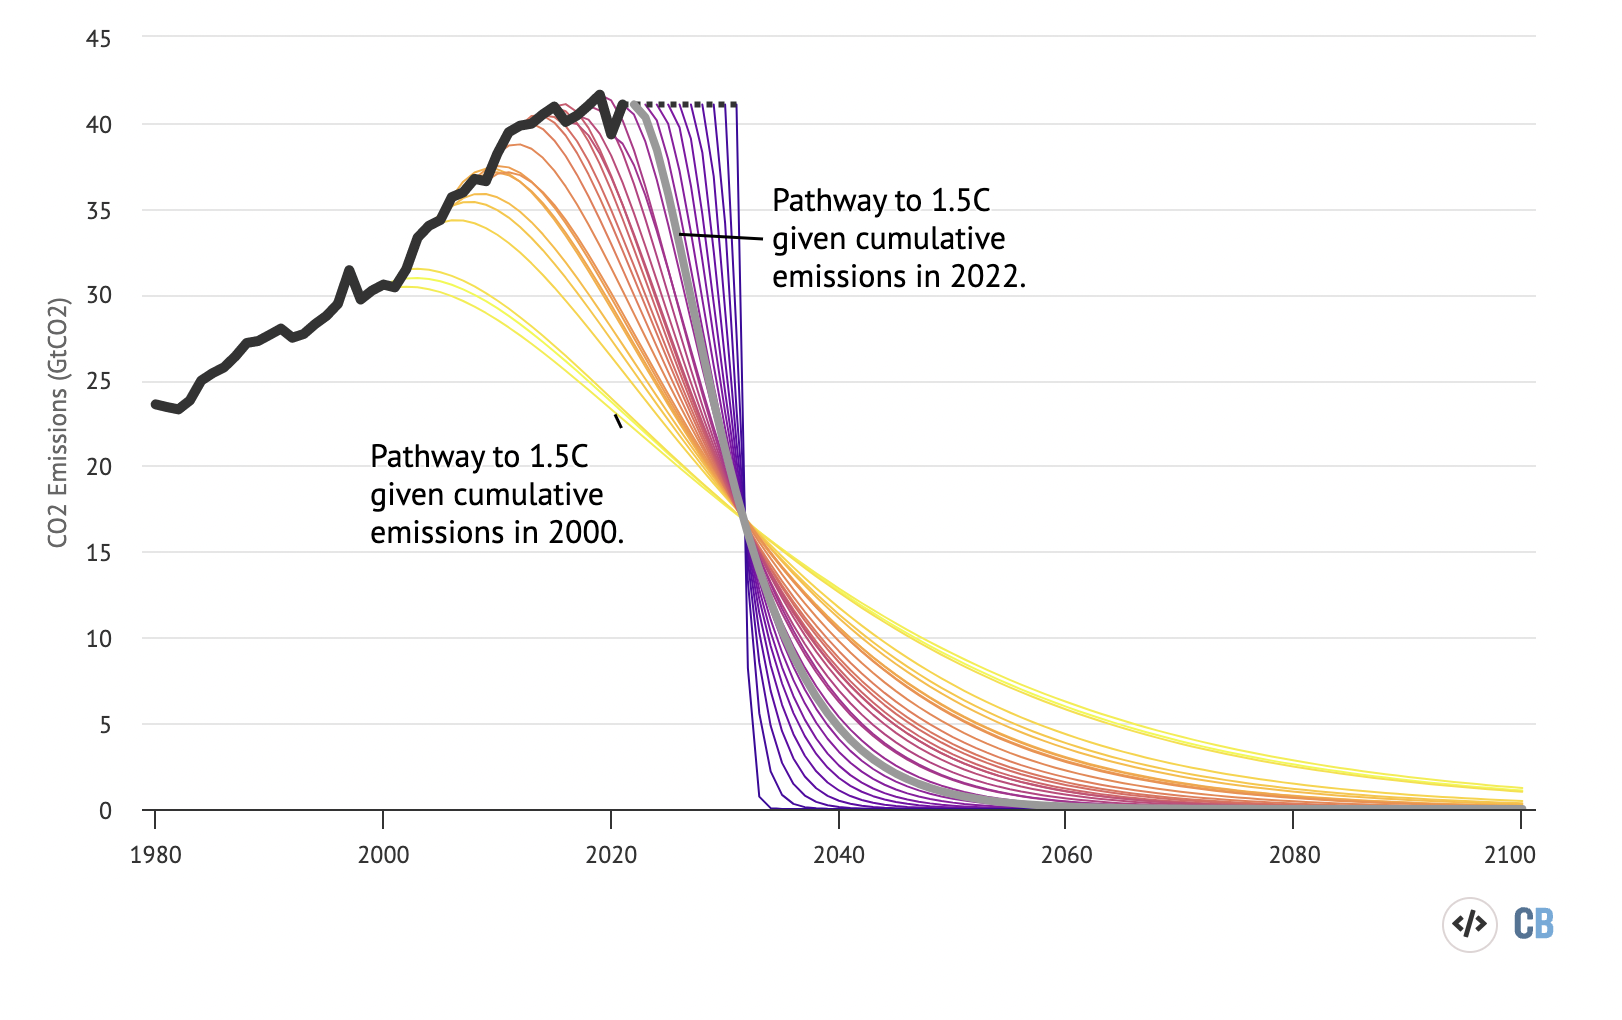 45
40
35
30
25
20
15
10
5
0
CO2 Emissions (GtCO2)
Pathway to 1.5C
given cumulative
emissions in 2022.
Pathway to 1.5C
given cumulative
emissions in 2000.
1980 2000 2020 2040 2060 2080 2100
</> CB